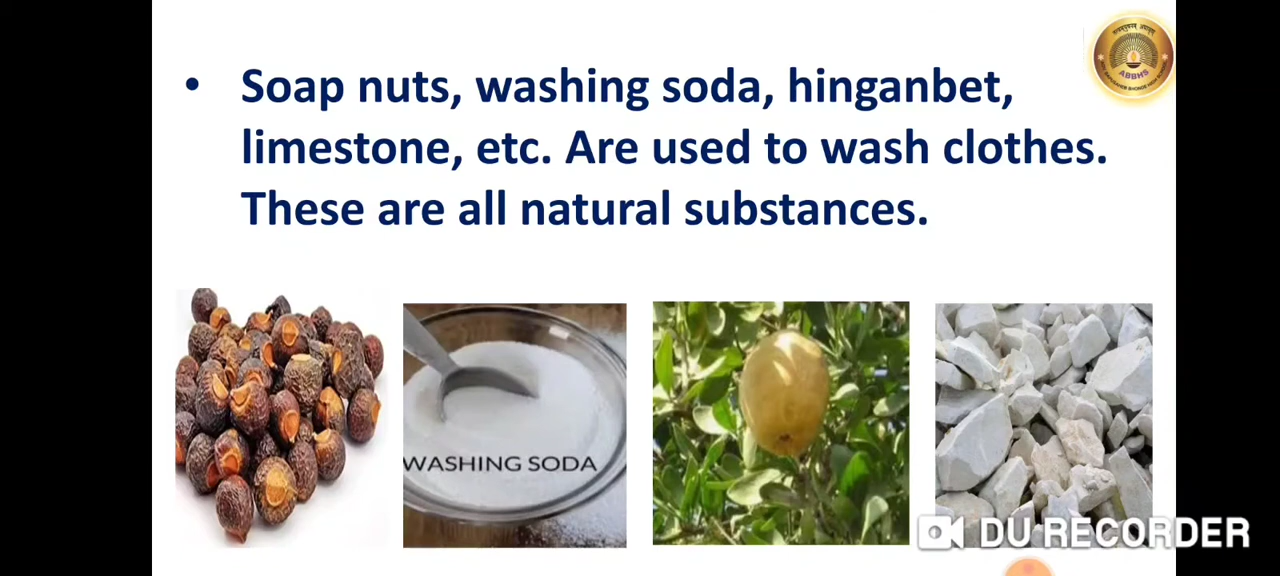 • Soap nuts, washing soda, hinganbet,
limestone, etc. Are used to wash clothes.
These are all natural substances.
WASHING SODA
ABBHS
DU RECORDER